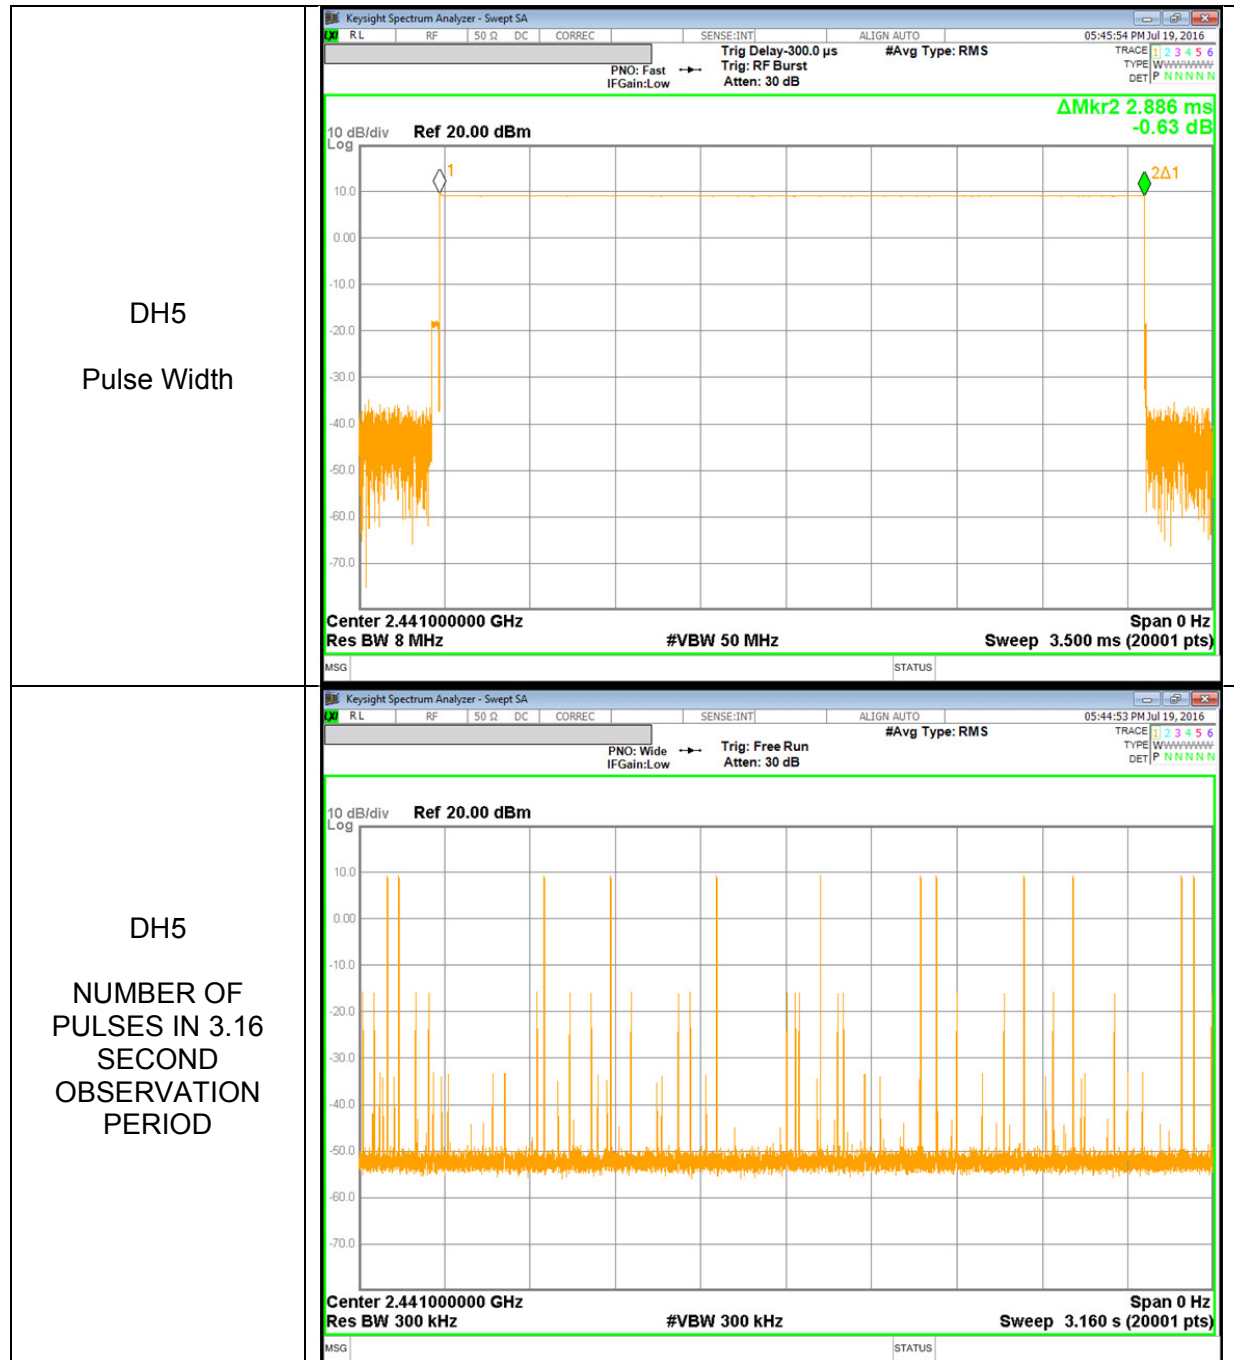 DH5
Pulse Width
Keysight Spectrum Analyzer - Swept SA
LXI RL RF 50 Ω DC CORREC SENSE:INT ALIGN AUTO 05:45:54 PM Jul 19, 2016
PNO: Fast
IFGain:Low
Trig Delay-300.0 µs
Trig: RF Burst
Atten: 30 dB
#Avg Type: RMS
TRACE 1 2 3 4 5 6
TYPE WWWWWW
DET P N N N N N
ΔMkr2 2.886 ms
-0.63 dB
10 dB/div Ref 20.00 dBm
Log
1
2Δ1
10.0
0.00
-10.0
-20.0
-30.0
-40.0
-50.0
-60.0
-70.0
Center 2.441000000 GHz Span 0 Hz
Res BW 8 MHz #VBW 50 MHz Sweep 3.500 ms (20001 pts)
MSG STATUS
DH5
NUMBER OF
PULSES IN 3.16
SECOND
OBSERVATION
PERIOD
Keysight Spectrum Analyzer - Swept SA
LXI RL RF 50 Ω DC CORREC SENSE:INT ALIGN AUTO 05:44:53 PM Jul 19, 2016
PNO: Wide
IFGain:Low
Trig: Free Run
Atten: 30 dB
#Avg Type: RMS
TRACE 1 2 3 4 5 6
TYPE WWWWWW
DET P N N N N N
10 dB/div Ref 20.00 dBm
Log
10.0
0.00
-10.0
-20.0
-30.0
-40.0
-50.0
-60.0
-70.0
Center 2.441000000 GHz Span 0 Hz
Res BW 300 kHz #VBW 300 kHz Sweep 3.160 s (20001 pts)
MSG STATUS